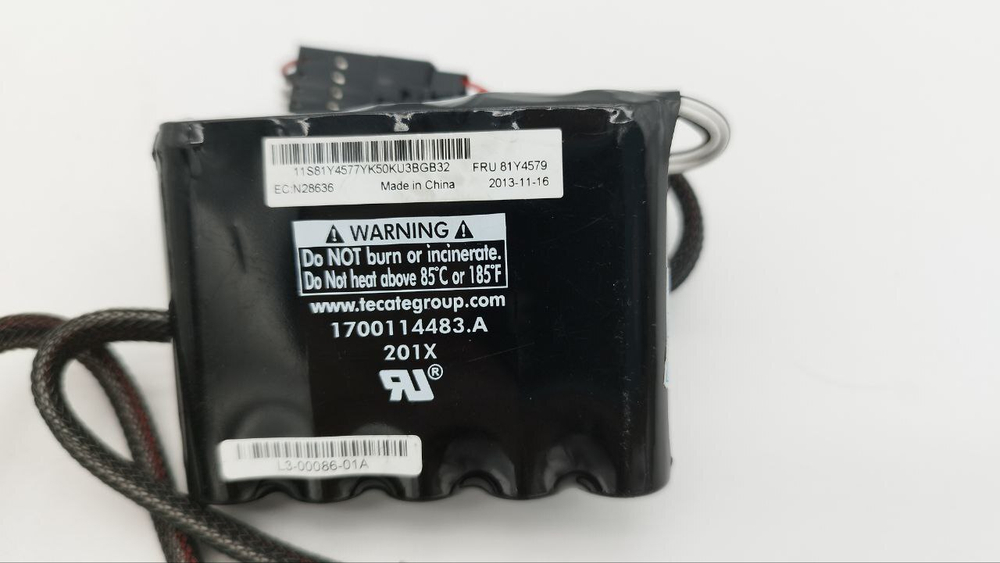 11S81Y4577YK50KU3BGB32 FRU 81Y4579
EC:N28636 Made in China 2013-11-16
WARNING
Do NOT burn or incinerate.
Do Not heat above 85°C or 185°F
www.tecategroup.com
1700114483.A
201X
RU®
L3-00086-01A